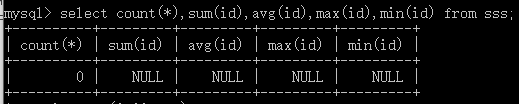 mysql> select count(*),sum(id),avg(id),max(id),min(id) from sss;
+----------+---------+---------+---------+---------+
| count(*) | sum(id) | avg(id) | max(id) | min(id) |
+----------+---------+---------+---------+---------+
| 0 | NULL | NULL | NULL | NULL |
+----------+---------+---------+---------+---------+